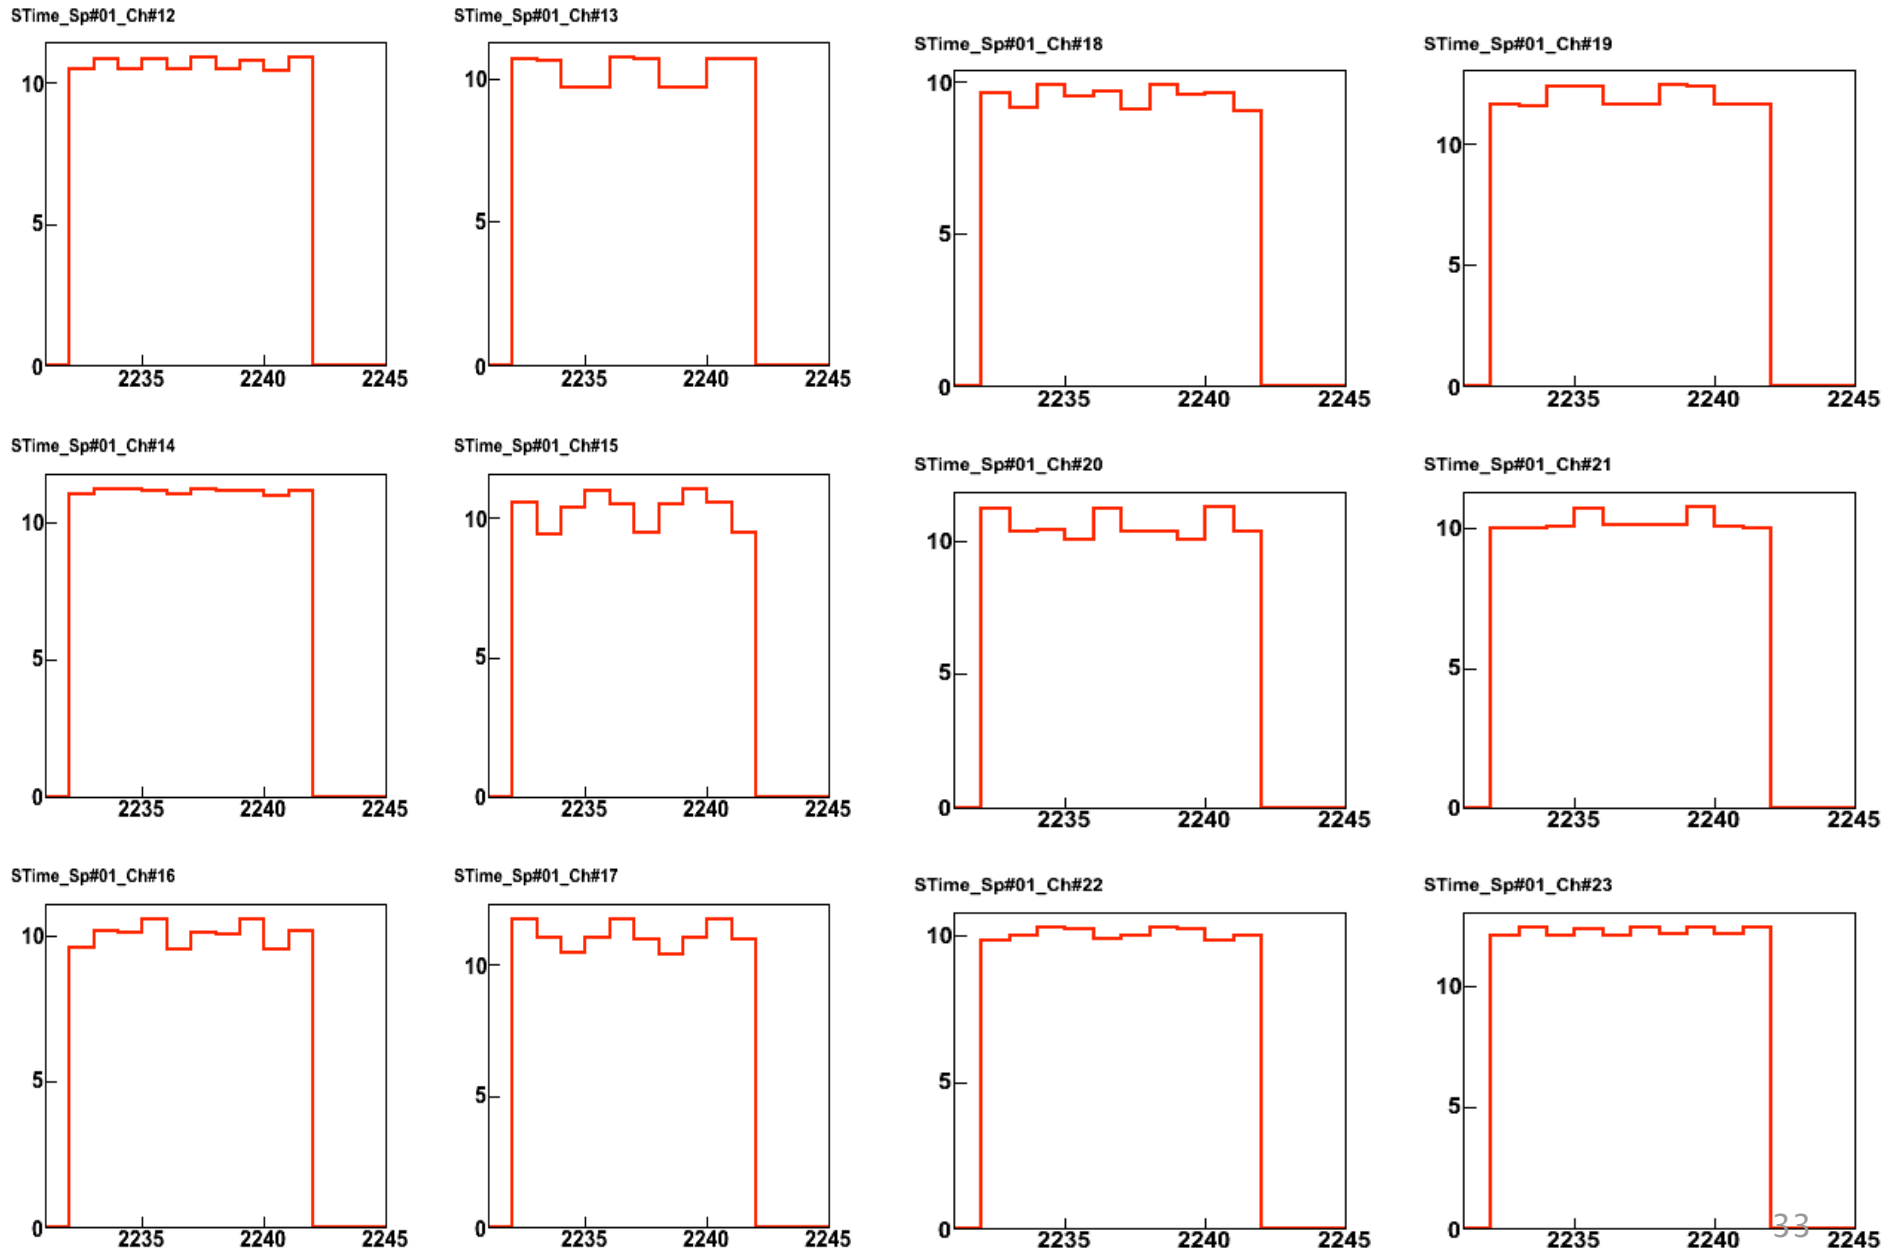 STime_Sp#01_Ch#12
10
5
0
2235 2240 2245
STime_Sp#01_Ch#13
10
5
0
2235 2240 2245
STime_Sp#01_Ch#18
10
5
0
2235 2240 2245
STime_Sp#01_Ch#19
10
5
0
2235 2240 2245
STime_Sp#01_Ch#14
10
5
0
2235 2240 2245
STime_Sp#01_Ch#15
10
5
0
2235 2240 2245
STime_Sp#01_Ch#20
10
5
0
2235 2240 2245
STime_Sp#01_Ch#21
10
5
0
2235 2240 2245
STime_Sp#01_Ch#16
10
5
0
2235 2240 2245
STime_Sp#01_Ch#17
10
5
0
2235 2240 2245
STime_Sp#01_Ch#22
10
5
0
2235 2240 2245
STime_Sp#01_Ch#23
10
5
0
2235 2240 2245
33